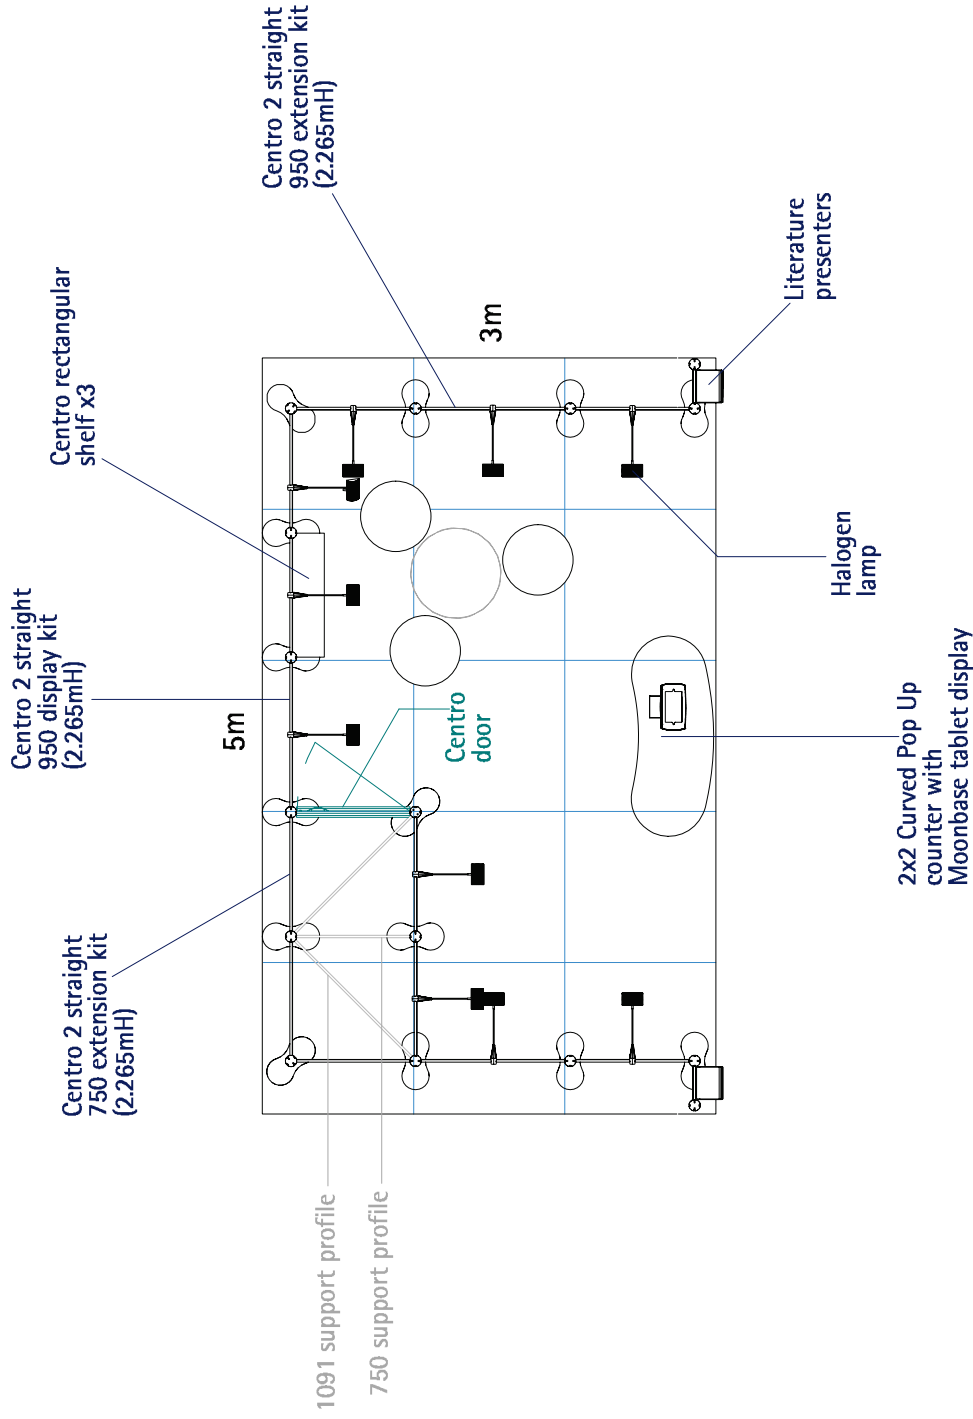 Centro 2 straight
750 extension kit
(2.265mH)
Centro 2 straight
950 display kit
(2.265mH)
Centro rectangular
shelf x3
Centro 2 straight
950 extension kit
(2.265mH)
5m
3m
Centro
door
1091 support profile
750 support profile
2x2 Curved Pop Up
counter with
Moonbase tablet display
Halogen
lamp
Literature
presenters